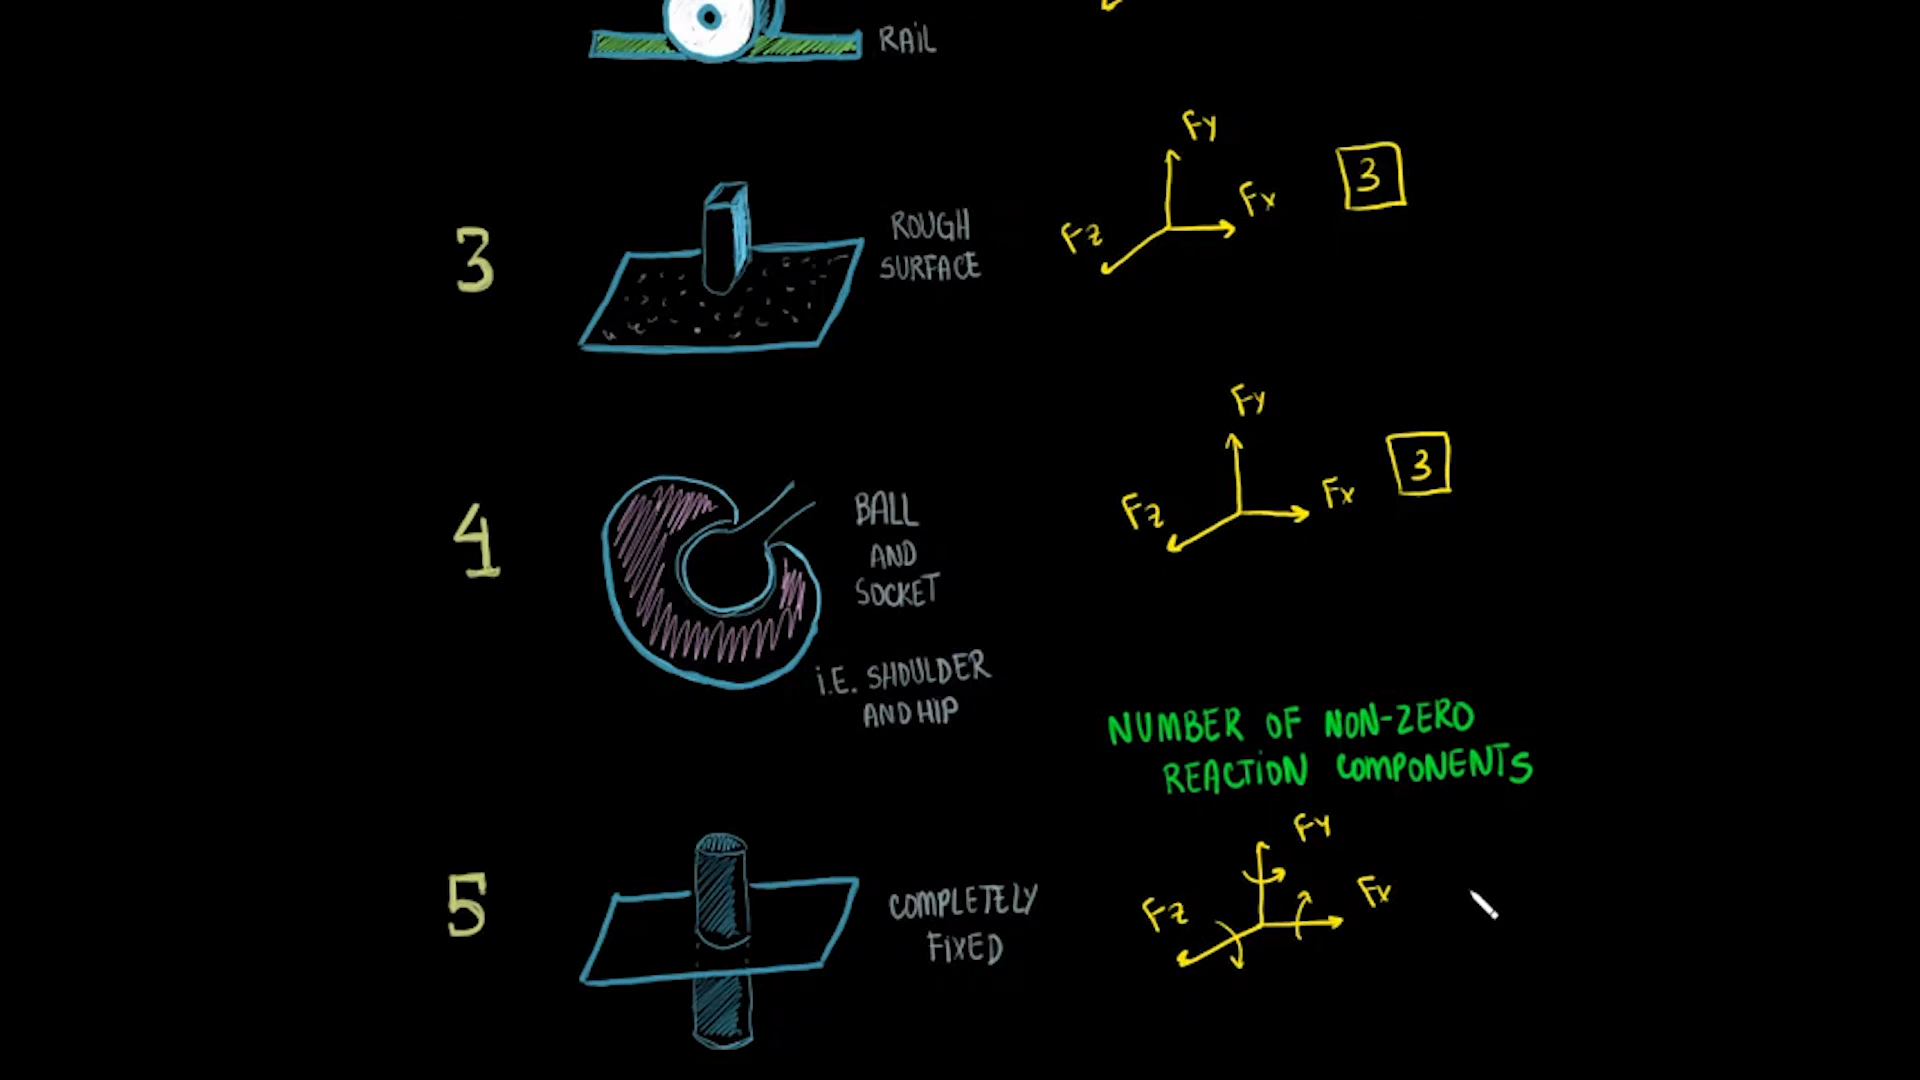 RAIL
3
ROUGH
SURFACE
Fy
Fx
Fz
3
4
BALL
AND
SOCKET
i.E. SHOULDER
AND HIP
Fy
Fx
Fz
3
NUMBER OF NON-ZERO
REACTION COMPONENTS
5
COMPLETELY
FIXED
Fy
Fx
Fz